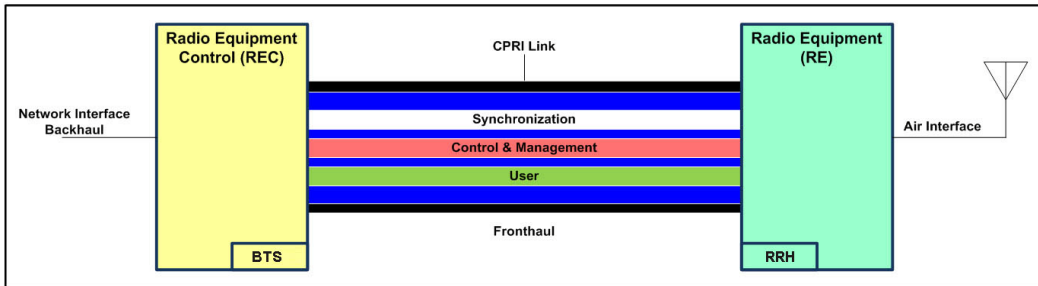 Radio Equipment
Control (REC)
CPRI Link
Radio Equipment
(RE)
Network Interface
Backhaul
Synchronization
Control & Management
User
Air Interface
Fronthaul
BTS
RRH